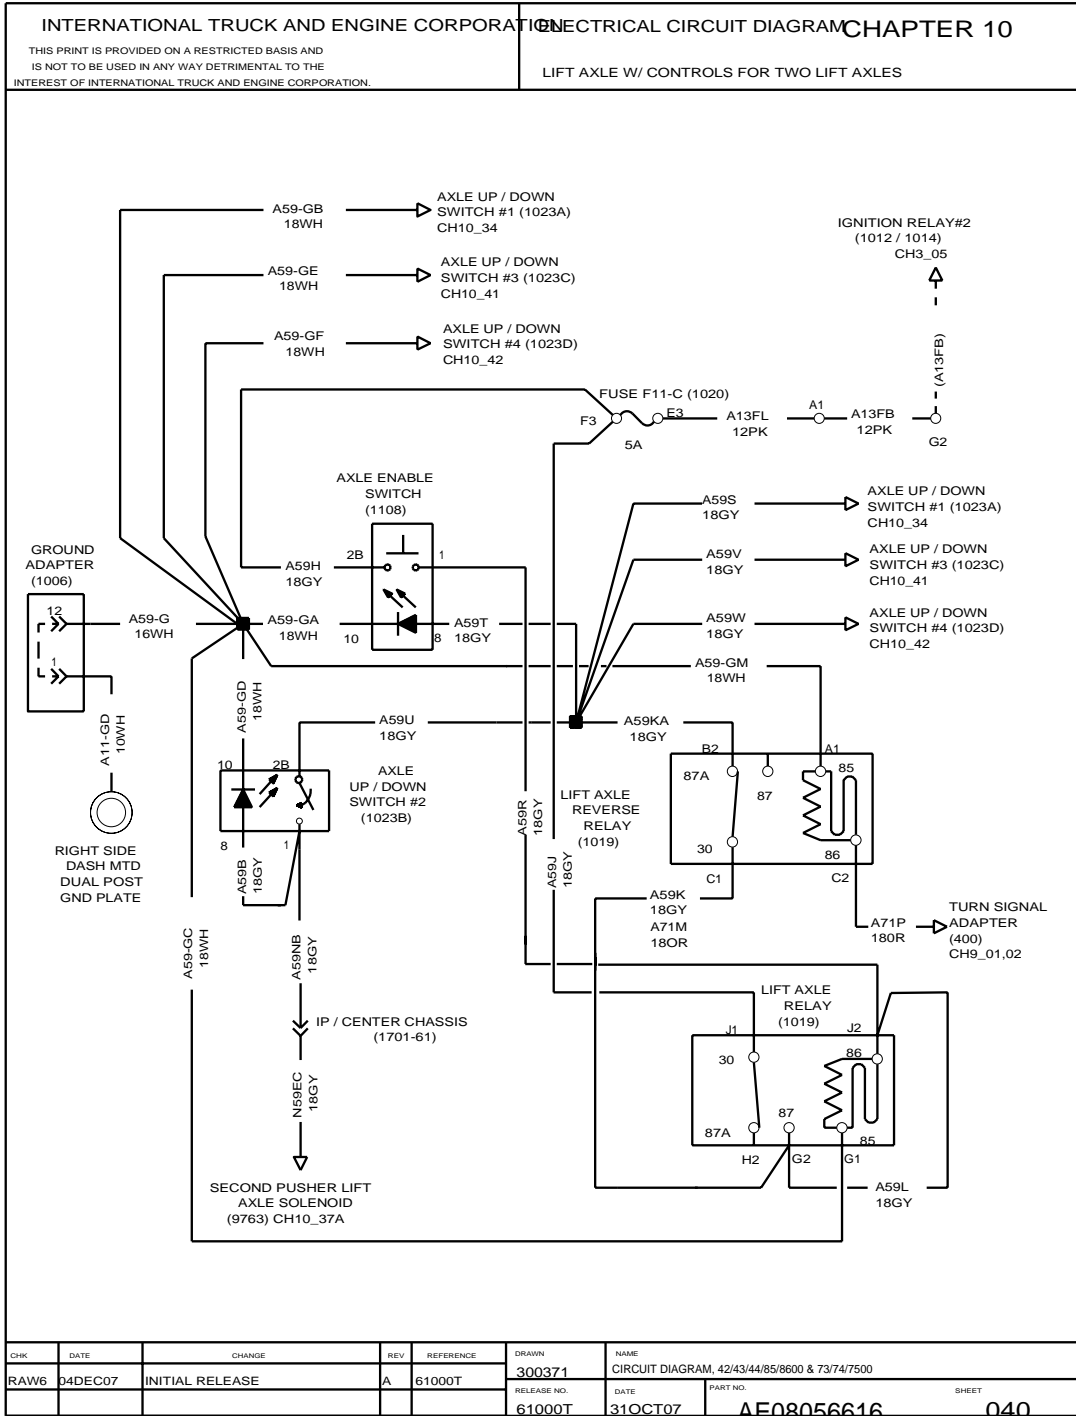 INTERNATIONAL TRUCK AND ENGINE CORPORATION
THIS PRINT IS PROVIDED ON A RESTRICTED BASIS AND
IS NOT TO BE USED IN ANY WAY DETRIMENTAL TO THE
INTEREST OF INTERNATIONAL TRUCK AND ENGINE CORPORATION.
ELECTRICAL CIRCUIT DIAGRAM
CHAPTER 10
LIFT AXLE W/ CONTROLS FOR TWO LIFT AXLES
A59-GB
18WH
AXLE UP / DOWN
SWITCH #1 (1023A)
CH10_34
A59-GE
18WH
AXLE UP / DOWN
SWITCH #3 (1023C)
CH10_41
A59-GF
18WH
AXLE UP / DOWN
SWITCH #4 (1023D)
CH10_42
IGNITION RELAY#2
(1012 / 1014)
CH3_05
(A13FB)
FUSE F11-C (1020)
F3
E3
5A
A13FL
12PK
A1
A13FB
12PK
G2
AXLE ENABLE
SWITCH
(1108)
2B
1
A59H
18GY
10
8
A59-GA
18WH
A59T
18GY
A59S
18GY
AXLE UP / DOWN
SWITCH #1 (1023A)
CH10_34
A59V
18GY
AXLE UP / DOWN
SWITCH #3 (1023C)
CH10_41
A59W
18GY
AXLE UP / DOWN
SWITCH #4 (1023D)
CH10_42
GROUND
ADAPTER
(1006)
12
1
A59-G
16WH
A11-GD
10WH
RIGHT SIDE
DASH MTD
DUAL POST
GND PLATE
A59-GM
18WH
A59-GD
18WH
A59U
18GY
A59KA
18GY
10
2B
AXLE
UP / DOWN
SWITCH #2
(1023B)
8
1
A59B
18GY
A59R
18GY
A59J
18GY
LIFT AXLE
REVERSE
RELAY
(1019)
B2
A1
87A
87
85
30
86
C1
C2
A59K
18GY
A71M
18OR
A71P
180R
TURN SIGNAL
ADAPTER
(400)
CH9_01,02
A59-GC
18WH
A59NB
18GY
IP / CENTER CHASSIS
(1701-61)
N59EC
18GY
SECOND PUSHER LIFT
AXLE SOLENOID
(9763) CH10_37A
LIFT AXLE
RELAY
(1019)
J1
J2
30
86
87
87A
85
H2
G2
G1
A59L
18GY
CHK
DATE
CHANGE
REV
REFERENCE
RAW6
04DEC07
INITIAL RELEASE
A
61000T
DRAWN
300371
NAME
CIRCUIT DIAGRAM, 42/43/44/85/8600 & 73/74/7500
RELEASE NO.
61000T
DATE
31OCT07
PART NO.
AE08056616
SHEET
040